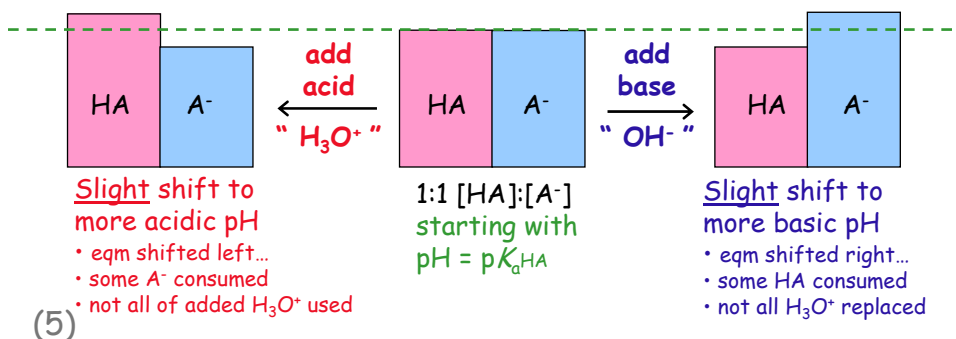 HA
A⁻
add
acid
“ H₃O⁺ ”
HA
A⁻
add
base
“ OH⁻ ”
HA
A⁻
Slight shift to
more acidic pH
• eqm shifted left...
• some A⁻ consumed
• not all of added H₃O⁺ used
1:1 [HA]:[A⁻]
starting with
pH = pKₐHA
Slight shift to
more basic pH
• eqm shifted right...
• some HA consumed
• not all H₃O⁺ replaced
(5)